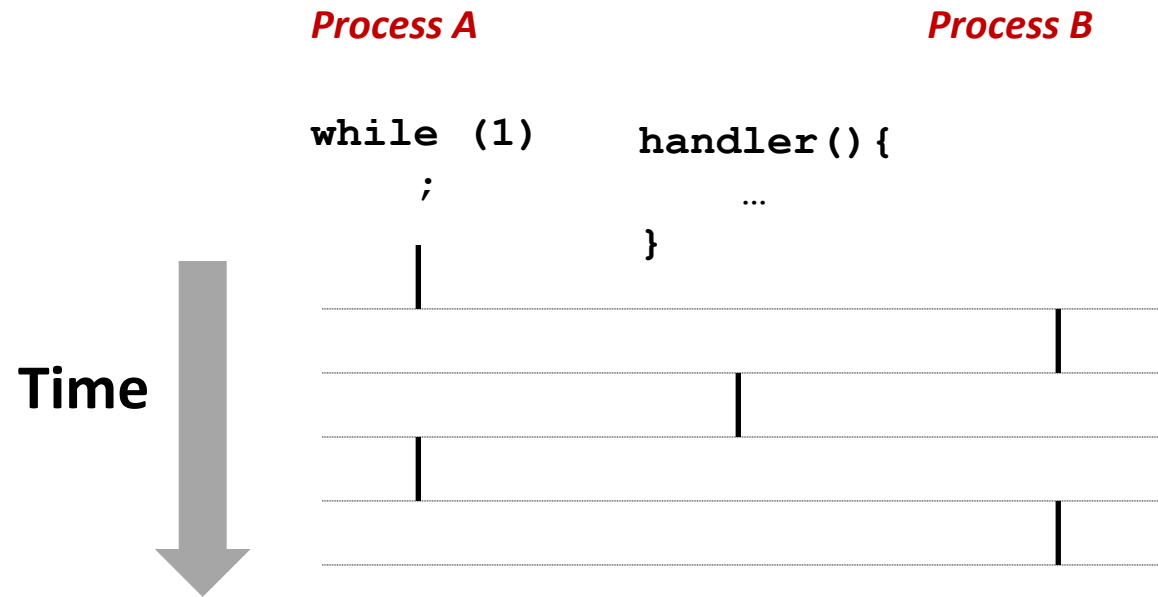 Process A
Process B
while (1)
;
handler(){
…
}
Time